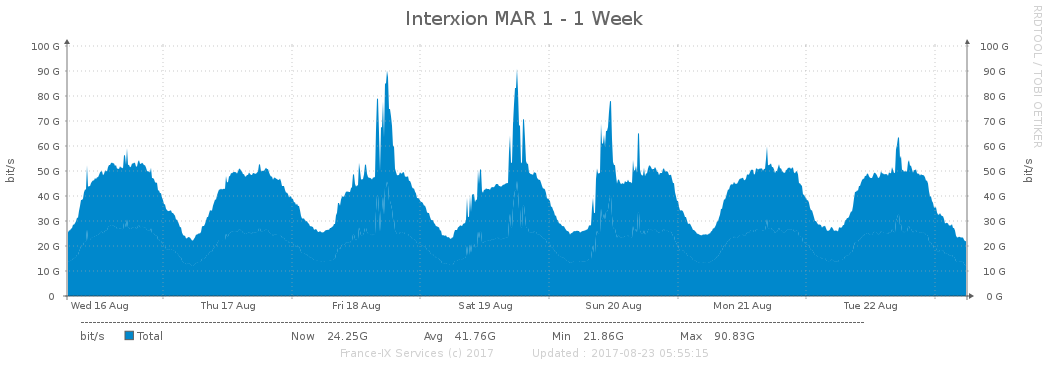 Interxion MAR 1 - 1 Week
RRDTOOL / TOBI OETIKER
bit/s
bit/s
100 G 100 G
90 G 90 G
80 G 80 G
70 G 70 G
60 G 60 G
50 G 50 G
40 G 40 G
30 G 30 G
20 G 20 G
10 G 10 G
0 0 G
Wed 16 Aug Thu 17 Aug Fri 18 Aug Sat 19 Aug Sun 20 Aug Mon 21 Aug Tue 22 Aug
bit/s Total Now 24.25G Avg 41.76G Min 21.86G Max 90.83G
France-IX Services (c) 2017 Updated : 2017-08-23 05:55:15